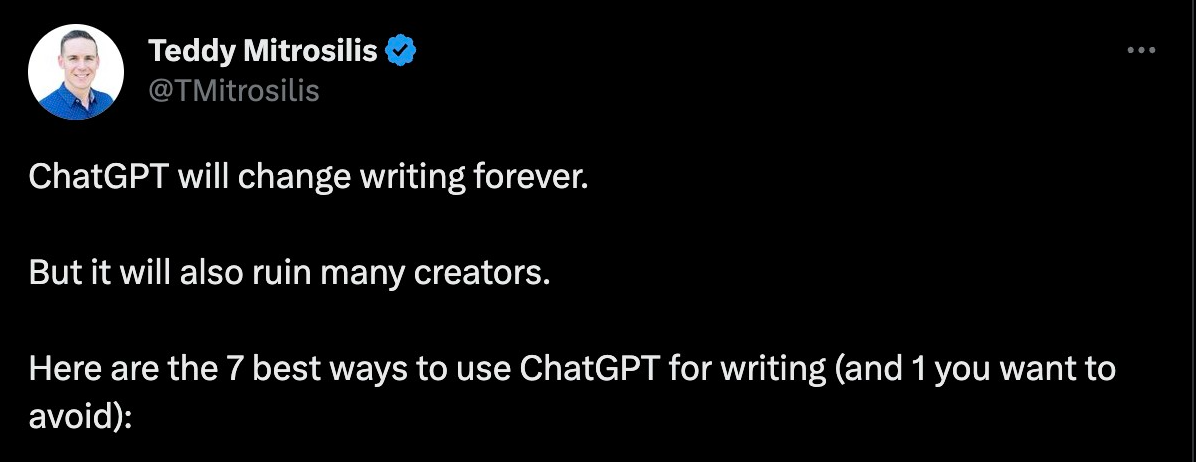 Teddy Mitrosilis
@TMitrosilis
ChatGPT will change writing forever.
But it will also ruin many creators.
Here are the 7 best ways to use ChatGPT for writing (and 1 you want to
avoid):